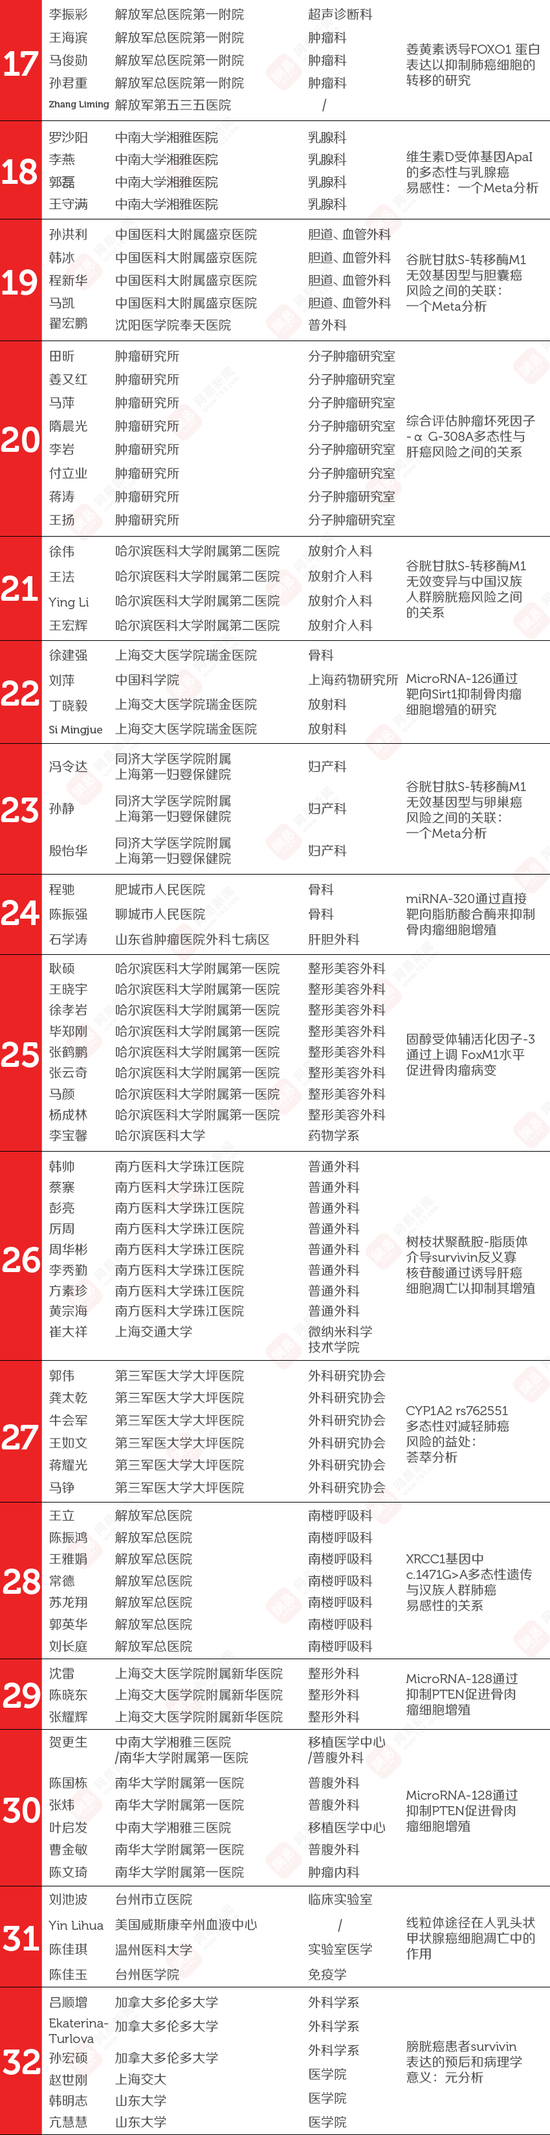 17
李振彩 解放军总医院第一附院 超声诊断科
王海滨 解放军总医院第一附院 肿瘤科
马俊勋 解放军总医院第一附院 肿瘤科
孙君重 解放军总医院第一附院 肿瘤科
Zhang Liming 解放军第五三五医院 /
姜黄素诱导FOXO1 蛋白
表达以抑制肺癌细胞的
转移的研究
18
罗沙阳 中南大学湘雅医院 乳腺科
李燕 中南大学湘雅医院 乳腺科
郭磊 中南大学湘雅医院 乳腺科
王守满 中南大学湘雅医院 乳腺科
维生素D受体基因ApaI
的多态性与乳腺癌
易感性：一个Meta分析
19
孙洪利 中国医科大附属盛京医院 胆道、血管外科
韩冰 中国医科大附属盛京医院 胆道、血管外科
程新华 中国医科大附属盛京医院 胆道、血管外科
马凯 中国医科大附属盛京医院 胆道、血管外科
翟宏鹏 沈阳医学院奉天医院 普外科
谷胱甘肽S-转移酶M1
无效基因型与胆囊癌
风险之间的关联：
一个Meta分析
20
田昕 肿瘤研究所 分子肿瘤研究室
姜又红 肿瘤研究所 分子肿瘤研究室
马萍 肿瘤研究所 分子肿瘤研究室
隋晨光 肿瘤研究所 分子肿瘤研究室
李岩 肿瘤研究所 分子肿瘤研究室
付立业 肿瘤研究所 分子肿瘤研究室
蒋涛 肿瘤研究所 分子肿瘤研究室
王扬 肿瘤研究所 分子肿瘤研究室
综合评估肿瘤坏死因子
-α G-308A多态性与
肝癌风险之间的关系
21
徐伟 哈尔滨医科大学附属第二医院 放射介入科
王法 哈尔滨医科大学附属第二医院 放射介入科
Ying Li 哈尔滨医科大学附属第二医院 放射介入科
王宏辉 哈尔滨医科大学附属第二医院 放射介入科
谷胱甘肽S-转移酶M1
无效变异与中国汉族
人群膀胱癌风险之间
的关系
22
徐建强 上海交大医学院瑞金医院 骨科
刘萍 中国科学院 上海药物研究所
丁晓毅 上海交大医学院瑞金医院 放射科
Si Mingjue 上海交大医学院瑞金医院 放射科
MicroRNA-126通过
靶向Sirt1抑制骨肉瘤
细胞增殖的研究
23
冯令达 同济大学医学院附属
上海第一妇婴保健院 妇产科
孙静 同济大学医学院附属
上海第一妇婴保健院 妇产科
殷怡华 同济大学医学院附属
上海第一妇婴保健院 妇产科
谷胱甘肽S-转移酶M1
无效基因型与卵巢癌
风险之间的关联：
一个Meta分析
24
程驰 肥城市人民医院 骨科
陈振强 聊城市人民医院 骨科
石学涛 山东省肿瘤医院外科七病区 肝胆外科
miRNA-320通过直接
靶向脂肪酸合酶来抑制
骨肉瘤细胞增殖
25
耿硕 哈尔滨医科大学附属第一医院 整形美容外科
王晓宇 哈尔滨医科大学附属第一医院 整形美容外科
徐孝岩 哈尔滨医科大学附属第一医院 整形美容外科
毕郑刚 哈尔滨医科大学附属第一医院 整形美容外科
张鹤鹏 哈尔滨医科大学附属第一医院 整形美容外科
张云奇 哈尔滨医科大学附属第一医院 整形美容外科
马颜 哈尔滨医科大学附属第一医院 整形美容外科
杨成林 哈尔滨医科大学附属第一医院 整形美容外科
李宝馨 哈尔滨医科大学 药物学系
固醇受体辅活化因子-3
通过上调 FoxM1水平
促进骨肉瘤病变
26
韩帅 南方医科大学珠江医院 普通外科
蔡寨 南方医科大学珠江医院 普通外科
彭亮 南方医科大学珠江医院 普通外科
厉周 南方医科大学珠江医院 普通外科
周华彬 南方医科大学珠江医院 普通外科
李秀勤 南方医科大学珠江医院 普通外科
方素珍 南方医科大学珠江医院 普通外科
黄宗海 南方医科大学珠江医院 普通外科
崔大祥 上海交通大学 微纳米科学
技术学院
树枝状聚酰胺-脂质体
介导survivin反义寡
核苷酸通过诱导肝癌
细胞凋亡以抑制其增殖
27
郭伟 第三军医大学大坪医院 外科研究协会
龚太乾 第三军医大学大坪医院 外科研究协会
牛会军 第三军医大学大坪医院 外科研究协会
王如文 第三军医大学大坪医院 外科研究协会
蒋耀光 第三军医大学大坪医院 外科研究协会
马铮 第三军医大学大坪医院 外科研究协会
CYP1A2 rs762551
多态性对减轻肺癌
风险的益处：
荟萃分析
28
王立 解放军总医院 南楼呼吸科
陈振鸿 解放军总医院 南楼呼吸科
王雅娟 解放军总医院 南楼呼吸科
常德 解放军总医院 南楼呼吸科
苏龙翔 解放军总医院 南楼呼吸科
郭英华 解放军总医院 南楼呼吸科
刘长庭 解放军总医院 南楼呼吸科
XRCC1基因中
c.1471G>A多态性遗传
与汉族人群肺癌
易感性的关系
29
沈雷 上海交大医学院附属新华医院 整形外科
陈晓东 上海交大医学院附属新华医院 整形外科
张耀辉 上海交大医学院附属新华医院 整形外科
MicroRNA-128通过
抑制PTEN促进骨肉
瘤细胞增殖
30
贺更生 中南大学湘雅三医院 移植医学中心
/南华大学附属第一医院 /普腹外科
陈国栋 南华大学附属第一医院 普腹外科
张炜 南华大学附属第一医院 普腹外科
叶启发 中南大学湘雅三医院 移植医学中心
曹金敏 南华大学附属第一医院 普腹外科
陈文琦 南华大学附属第一医院 肿瘤内科
MicroRNA-128通过
抑制PTEN促进骨肉
瘤细胞增殖
31
刘池波 台州市立医院 临床实验室
Yin Lihua 美国威斯康辛州血液中心 /
陈佳琪 温州医科大学 实验室医学
陈佳玉 台州医学院 免疫学
线粒体途径在人乳头状
甲状腺癌细胞凋亡中的
作用
32
吕顺增 加拿大多伦多大学 外科学系
Ekaterina-
Turlova 加拿大多伦多大学 外科学系
孙宏硕 加拿大多伦多大学 外科学系
赵世刚 上海交大 医学院
韩明志 山东大学 医学院
亢慧慧 山东大学 医学院
膀胱癌患者survivin
表达的预后和病理学
意义：元分析